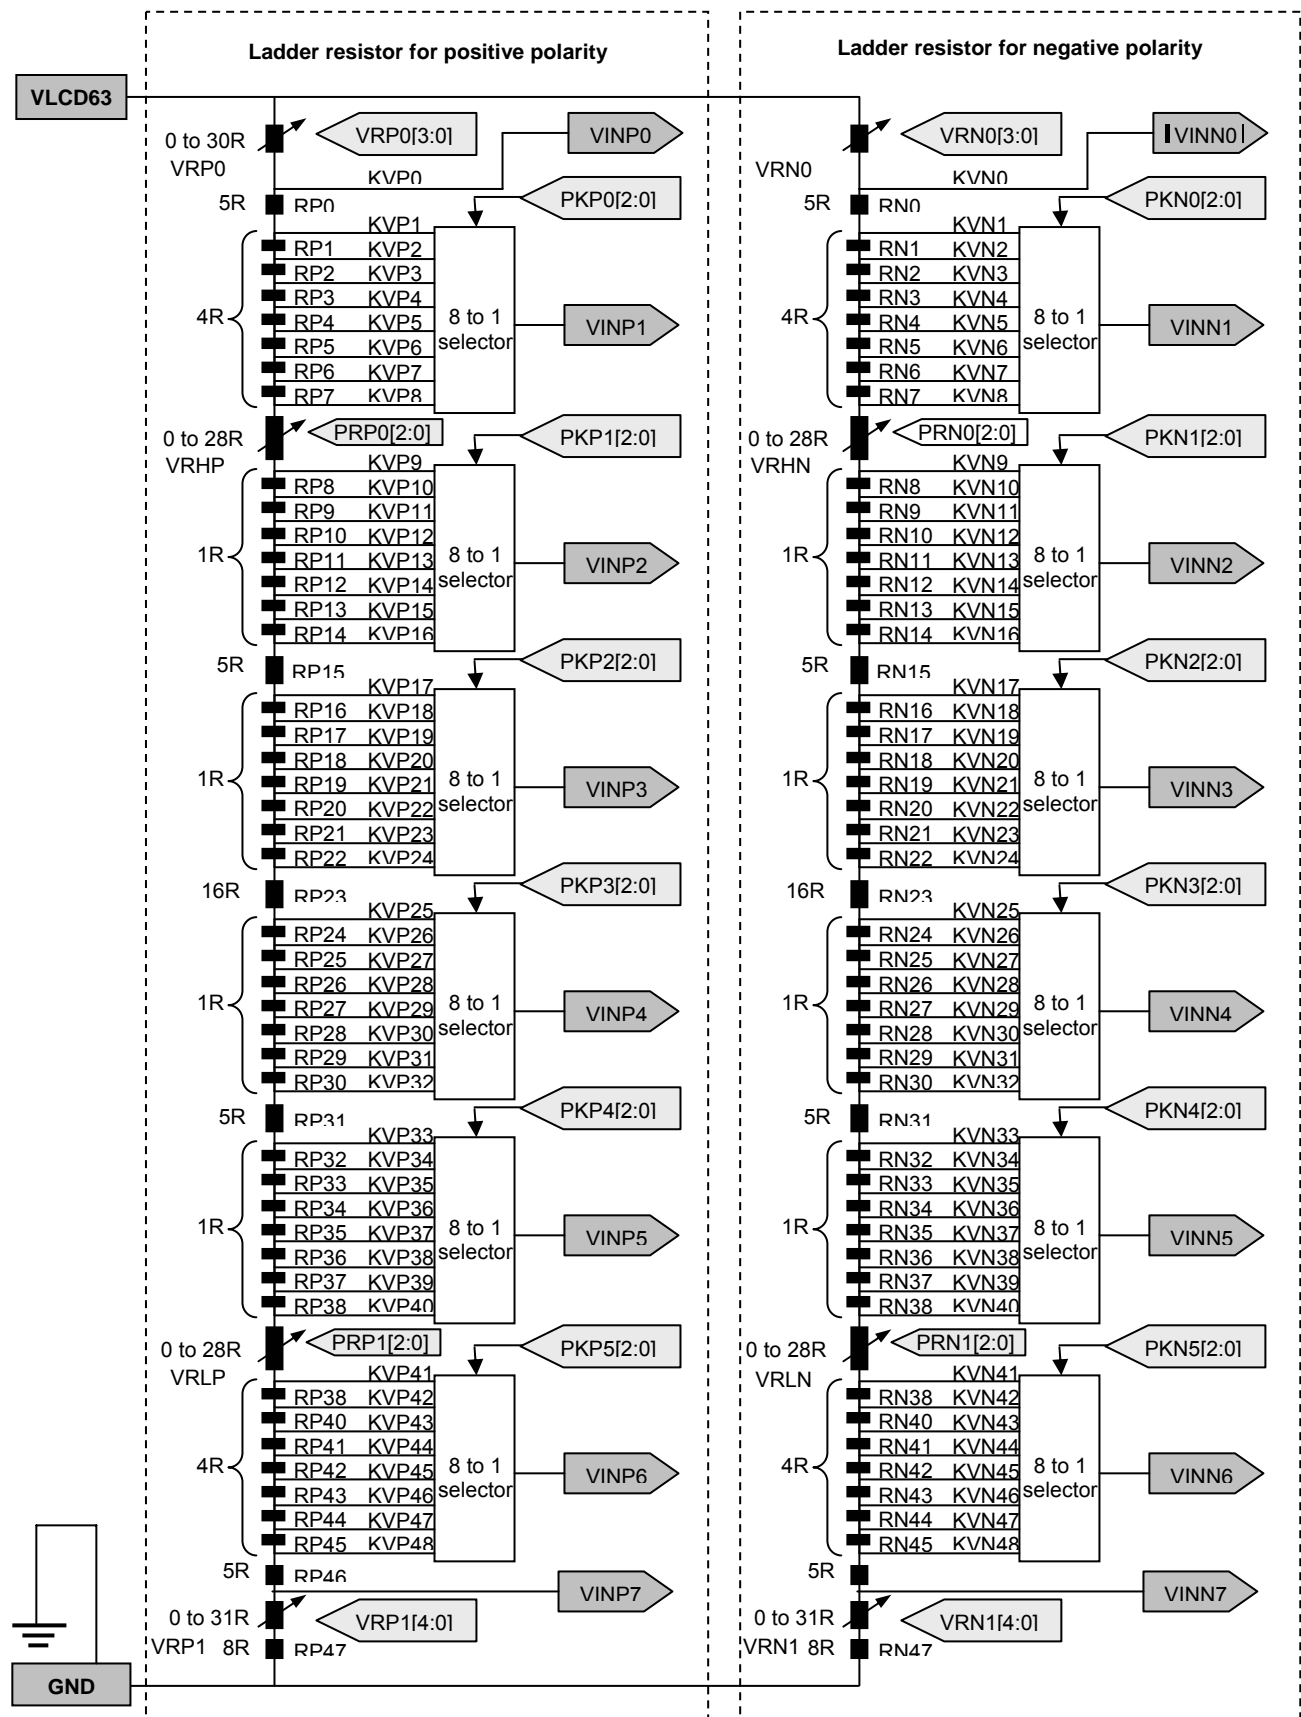 Ladder resistor for positive polarity
VLCD63
0 to 30R
VRP0
VRP0[3:0]
VINP0
KVP0
5R
RP0
PKP0[2:0]
KVP1
RP1 KVP2
RP2 KVP3
RP3 KVP4
RP4 KVP5
RP5 KVP6
RP6 KVP7
RP7 KVP8
4R
8 to 1
selector
VINP1
0 to 28R
VRHP
PRP0[2:0]
PKP1[2:0]
KVP9
RP8 KVP10
RP9 KVP11
RP10 KVP12
RP11 KVP13
RP12 KVP14
RP13 KVP15
RP14 KVP16
1R
8 to 1
selector
VINP2
5R
RP15
PKP2[2:0]
KVP17
RP16 KVP18
RP17 KVP19
RP18 KVP20
RP19 KVP21
RP20 KVP22
RP21 KVP23
RP22 KVP24
1R
8 to 1
selector
VINP3
16R
RP23
PKP3[2:0]
KVP25
RP24 KVP26
RP25 KVP27
RP26 KVP28
RP27 KVP29
RP28 KVP30
RP29 KVP31
RP30 KVP32
1R
8 to 1
selector
VINP4
5R
RP31
PKP4[2:0]
KVP33
RP32 KVP34
RP33 KVP35
RP34 KVP36
RP35 KVP37
RP36 KVP38
RP37 KVP39
RP38 KVP40
1R
8 to 1
selector
VINP5
0 to 28R
VRLP
PRP1[2:0]
PKP5[2:0]
KVP41
RP38 KVP42
RP40 KVP43
RP41 KVP44
RP42 KVP45
RP43 KVP46
RP44 KVP47
RP45 KVP48
4R
8 to 1
selector
VINP6
5R
RP46
VINP7
0 to 31R
VRP1
VRP1[4:0]
8R
RP47
GND
Ladder resistor for negative polarity
VRN0
VRN0[3:0]
VINN0
KVN0
5R
RN0
PKN0[2:0]
KVN1
RN1 KVN2
RN2 KVN3
RN3 KVN4
RN4 KVN5
RN5 KVN6
RN6 KVN7
RN7 KVN8
4R
8 to 1
selector
VINN1
0 to 28R
VRHN
PRN0[2:0]
PKN1[2:0]
KVN9
RN8 KVN10
RN9 KVN11
RN10 KVN12
RN11 KVN13
RN12 KVN14
RN13 KVN15
RN14 KVN16
1R
8 to 1
selector
VINN2
5R
RN15
PKN2[2:0]
KVN17
RN16 KVN18
RN17 KVN19
RN18 KVN20
RN19 KVN21
RN20 KVN22
RN21 KVN23
RN22 KVN24
1R
8 to 1
selector
VINN3
16R
RN23
PKN3[2:0]
KVN25
RN24 KVN26
RN25 KVN27
RN26 KVN28
RN27 KVN29
RN28 KVN30
RN29 KVN31
RN30 KVN32
1R
8 to 1
selector
VINN4
5R
RN31
PKN4[2:0]
KVN33
RN32 KVN34
RN33 KVN35
RN34 KVN36
RN35 KVN37
RN36 KVN38
RN37 KVN39
RN38 KVN40
1R
8 to 1
selector
VINN5
0 to 28R
VRLN
PRN1[2:0]
PKN5[2:0]
KVN41
RN38 KVN42
RN40 KVN43
RN41 KVN44
RN42 KVN45
RN43 KVN46
RN44 KVN47
RN45 KVN48
4R
8 to 1
selector
VINN6
5R
VINN7
0 to 31R
VRN1
VRN1[4:0]
8R
RN47